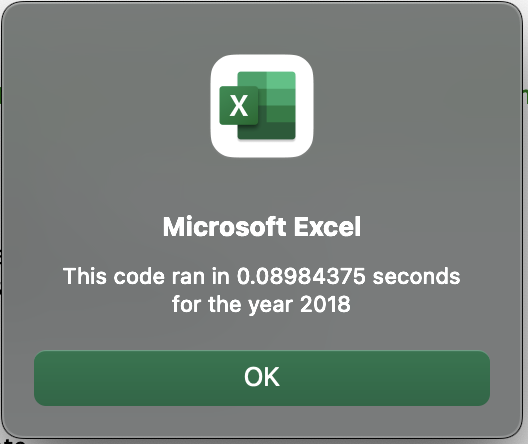 X
Microsoft Excel
This code ran in 0.08984375 seconds
for the year 2018
OK